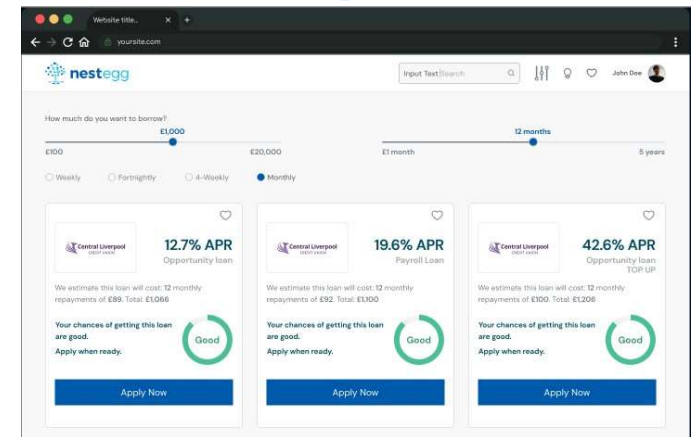 Website title..
yoursite.com
nestegg
Input Text|Search
John Doe
How much do you want to borrow?
£1,000
12 months
£100
£20,000
£1 month
5 years
Weekly
Fortnightly
4-Weekly
Monthly
Central Liverpool
CREDIT UNION
12.7% APR
Opportunity loan
We estimate this loan will cost: 12 monthly
repayments of £89. Total: £1,066
Your chances of getting this loan
are good.
Apply when ready.
Good
Apply Now
Central Liverpool
CREDIT UNION
19.6% APR
Payroll Loan
We estimate this loan will cost: 12 monthly
repayments of £92. Total: £1,100
Your chances of getting this loan
are good.
Apply when ready.
Good
Apply Now
Central Liverpool
CREDIT UNION
42.6% APR
Opportunity loan
TOP UP
We estimate this loan will cost: 12 monthly
repayments of £100. Total: £1,206
Your chances of getting this loan
are good.
Apply when ready.
Good
Apply Now